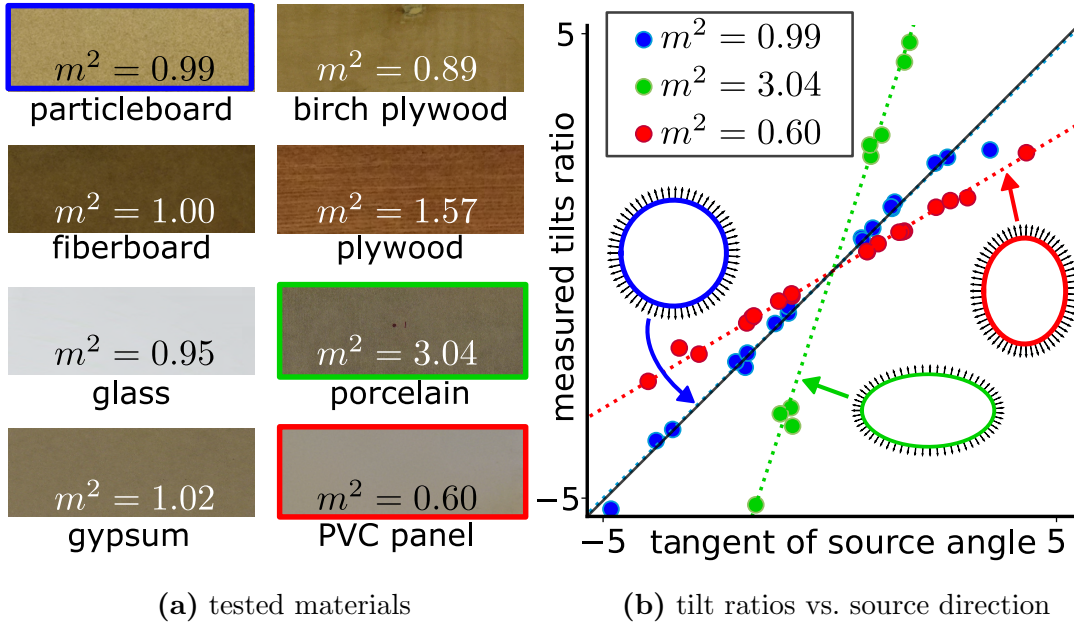 m² = 0.99
particleboard
m² = 0.89
birch plywood
m² = 1.00
fiberboard
m² = 1.57
plywood
m² = 0.95
glass
m² = 3.04
porcelain
m² = 1.02
gypsum
m² = 0.60
PVC panel
(a) tested materials
5
m² = 0.99
m² = 3.04
m² = 0.60
measured tilts ratio
−5
−5 tangent of source angle 5
(b) tilt ratios vs. source direction